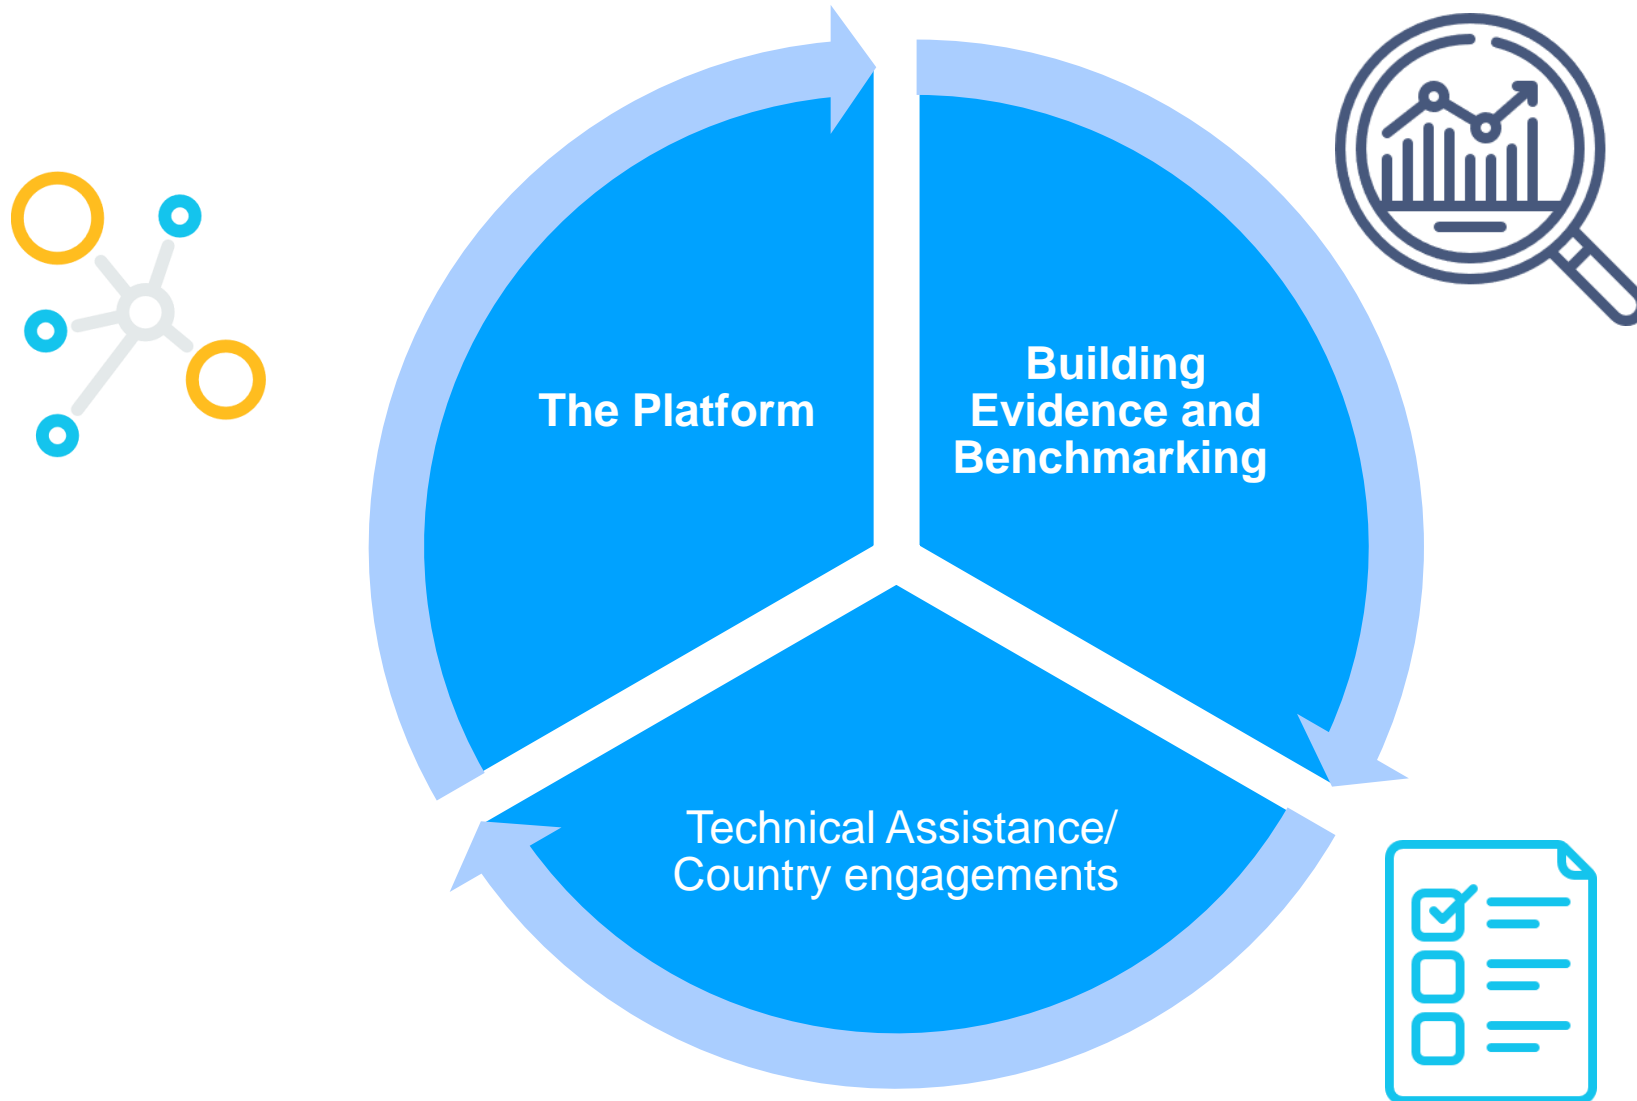 The Platform
Building
Evidence and
Benchmarking
Technical Assistance/
Country engagements